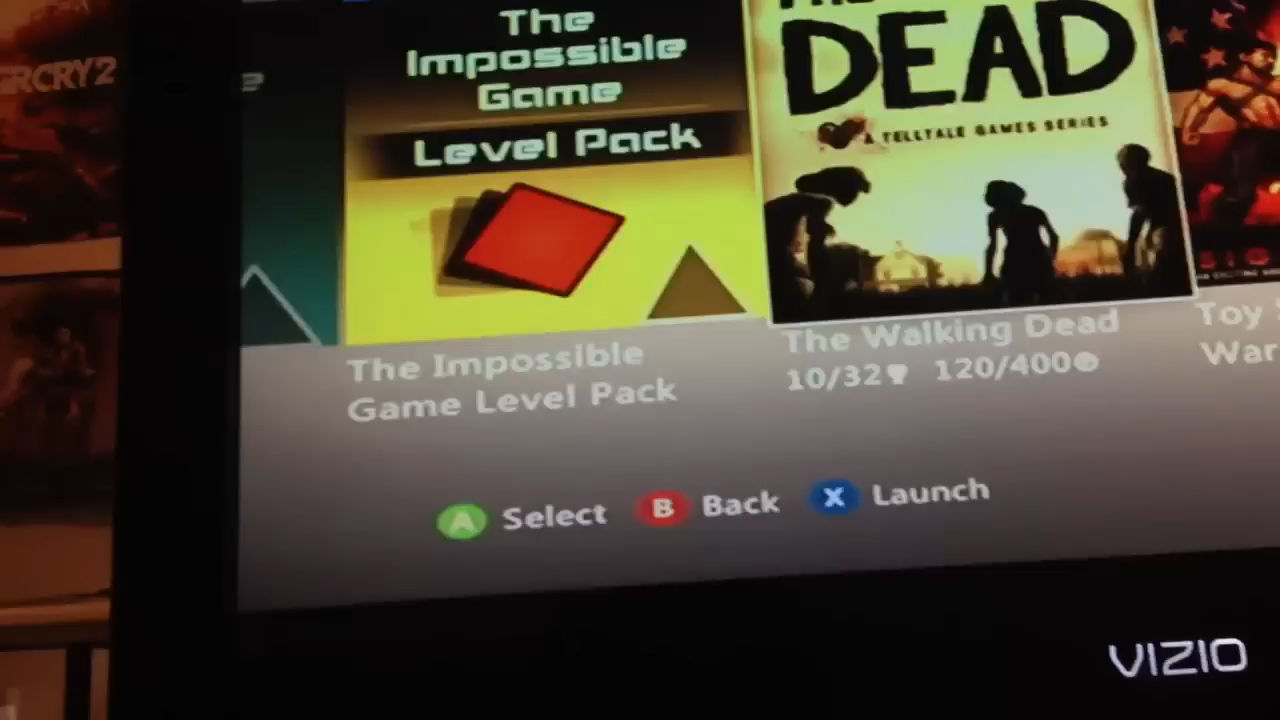 The
Impossible
Game
Level Pack
DEAD
A TELLTALE GAMES SERIES
The Impossible
Game Level Pack
The Walking Dead
10/32 120/400
Toy
War
A Select B Back X Launch
VIZIO
RCRY2